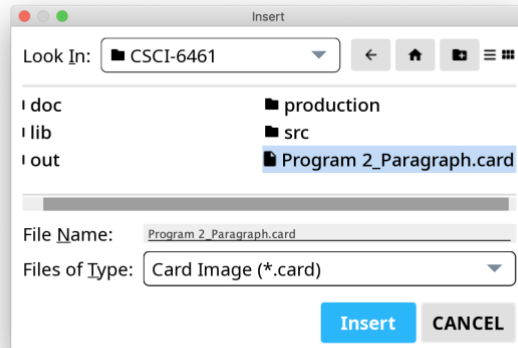 Insert
Look In: CSCI-6461
doc production
lib src
out Program 2_Paragraph.card
File Name: Program 2_Paragraph.card
Files of Type: Card Image (*.card)
Insert CANCEL